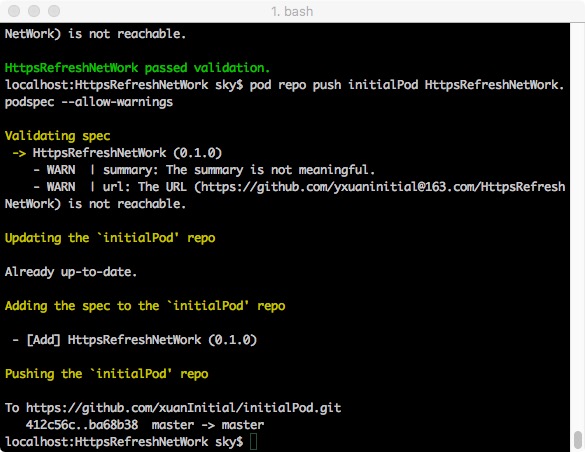 1. bash
NetWork) is not reachable.
HttpsRefreshNetWork passed validation.
localhost:HttpsRefreshNetWork sky$ pod repo push initialPod HttpsRefreshNetWork.
podspec --allow-warnings
Validating spec
-> HttpsRefreshNetWork (0.1.0)
- WARN | summary: The summary is not meaningful.
- WARN | url: The URL (https://github.com/yxuaninitial@163.com/HttpsRefresh
NetWork) is not reachable.
Updating the `initialPod' repo
Already up-to-date.
Adding the spec to the `initialPod' repo
- [Add] HttpsRefreshNetWork (0.1.0)
Pushing the `initialPod' repo
To https://github.com/xuanInitial/initialPod.git
412c56c..ba68b38 master -> master
localhost:HttpsRefreshNetWork sky$